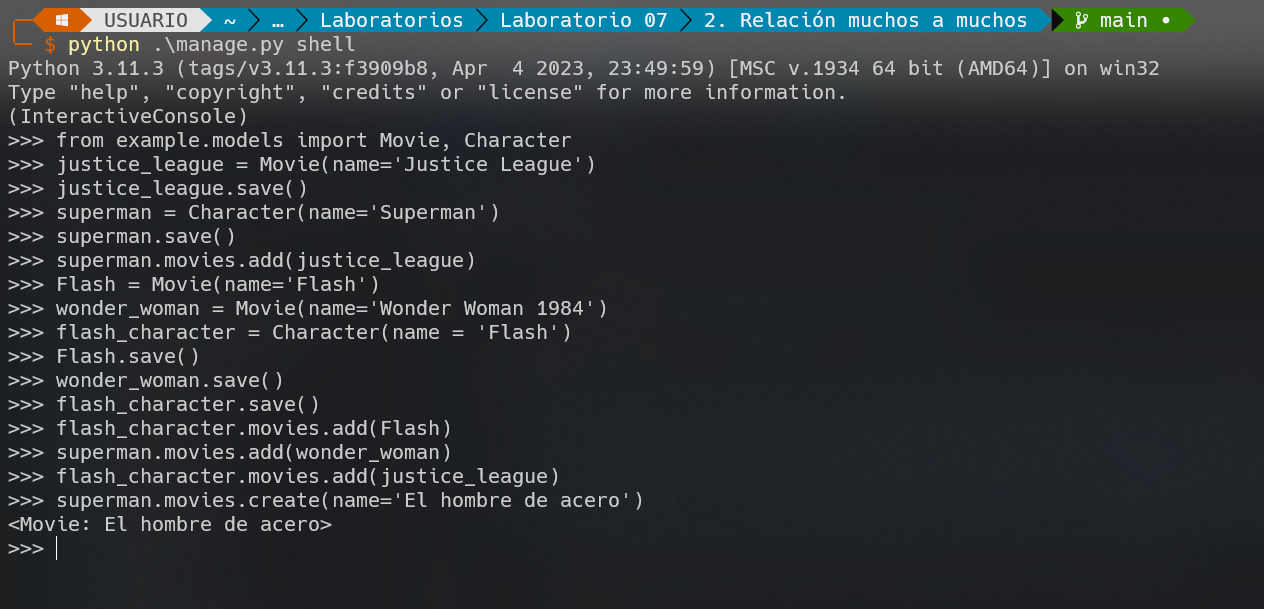 USUARIO ~ … Laboratorios Laboratorio 07 2. Relación muchos a muchos main •
$ python .\manage.py shell
Python 3.11.3 (tags/v3.11.3:f3909b8, Apr  4 2023, 23:49:59) [MSC v.1934 64 bit (AMD64)] on win32
Type "help", "copyright", "credits" or "license" for more information.
(InteractiveConsole)
>>> from example.models import Movie, Character
>>> justice_league = Movie(name='Justice League')
>>> justice_league.save()
>>> superman = Character(name='Superman')
>>> superman.save()
>>> superman.movies.add(justice_league)
>>> Flash = Movie(name='Flash')
>>> wonder_woman = Movie(name='Wonder Woman 1984')
>>> flash_character = Character(name = 'Flash')
>>> Flash.save()
>>> wonder_woman.save()
>>> flash_character.save()
>>> flash_character.movies.add(Flash)
>>> superman.movies.add(wonder_woman)
>>> flash_character.movies.add(justice_league)
>>> superman.movies.create(name='El hombre de acero')
<Movie: El hombre de acero>
>>>